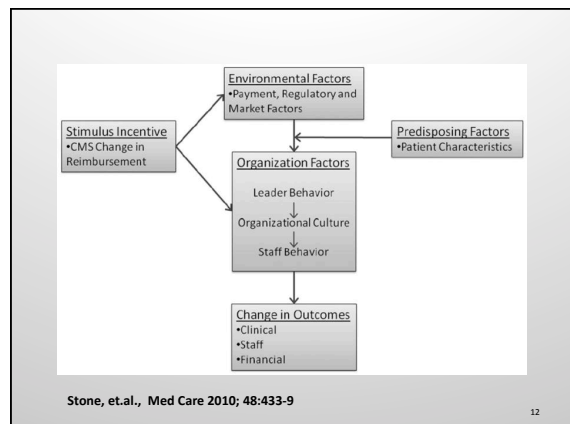 Environmental Factors
•Payment, Regulatory and
Market Factors
Stimulus Incentive
•CMS Change in
Reimbursement
Predisposing Factors
•Patient Characteristics
Organization Factors
Leader Behavior
Organizational Culture
Staff Behavior
Change in Outcomes
•Clinical
•Staff
•Financial
Stone, et.al., Med Care 2010; 48:433-9
12